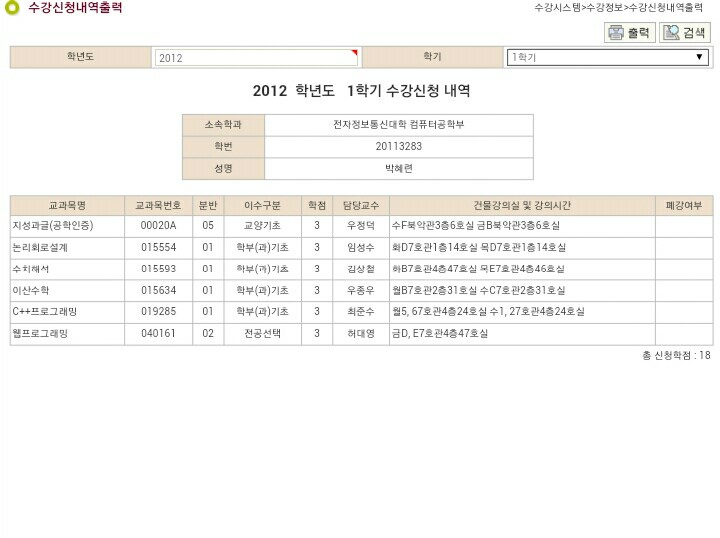 수강신청내역출력
수강시스템>수강정보>수강신청내역출력
출력 검색
학년도 2012 학기 1학기
2012 학년도 1학기 수강신청 내역
소속학과 전자정보통신대학 컴퓨터공학부
학번 20113283
성명 박혜련
교과목명 교과목번호 분반 이수구분 학점 담당교수 건물강의실 및 강의시간 폐강여부
지성과글(공학인증) 00020A 05 교양기초 3 우정덕 수F북악관3층6호실 금B북악관3층6호실
논리회로설계 015554 01 학부(과)기초 3 임성수 화D7호관1층14호실 목D7호관1층14호실
수치해석 015593 01 학부(과)기초 3 김상철 화B7호관4층47호실 목E7호관4층46호실
이산수학 015634 01 학부(과)기초 3 우종우 월B7호관2층31호실 수C7호관2층31호실
C++프로그래밍 019285 01 학부(과)기초 3 최준수 월5, 67호관4층24호실 수1, 27호관4층24호실
웹프로그래밍 040161 02 전공선택 3 허대영 금D, E7호관4층47호실
총 신청학점 : 18